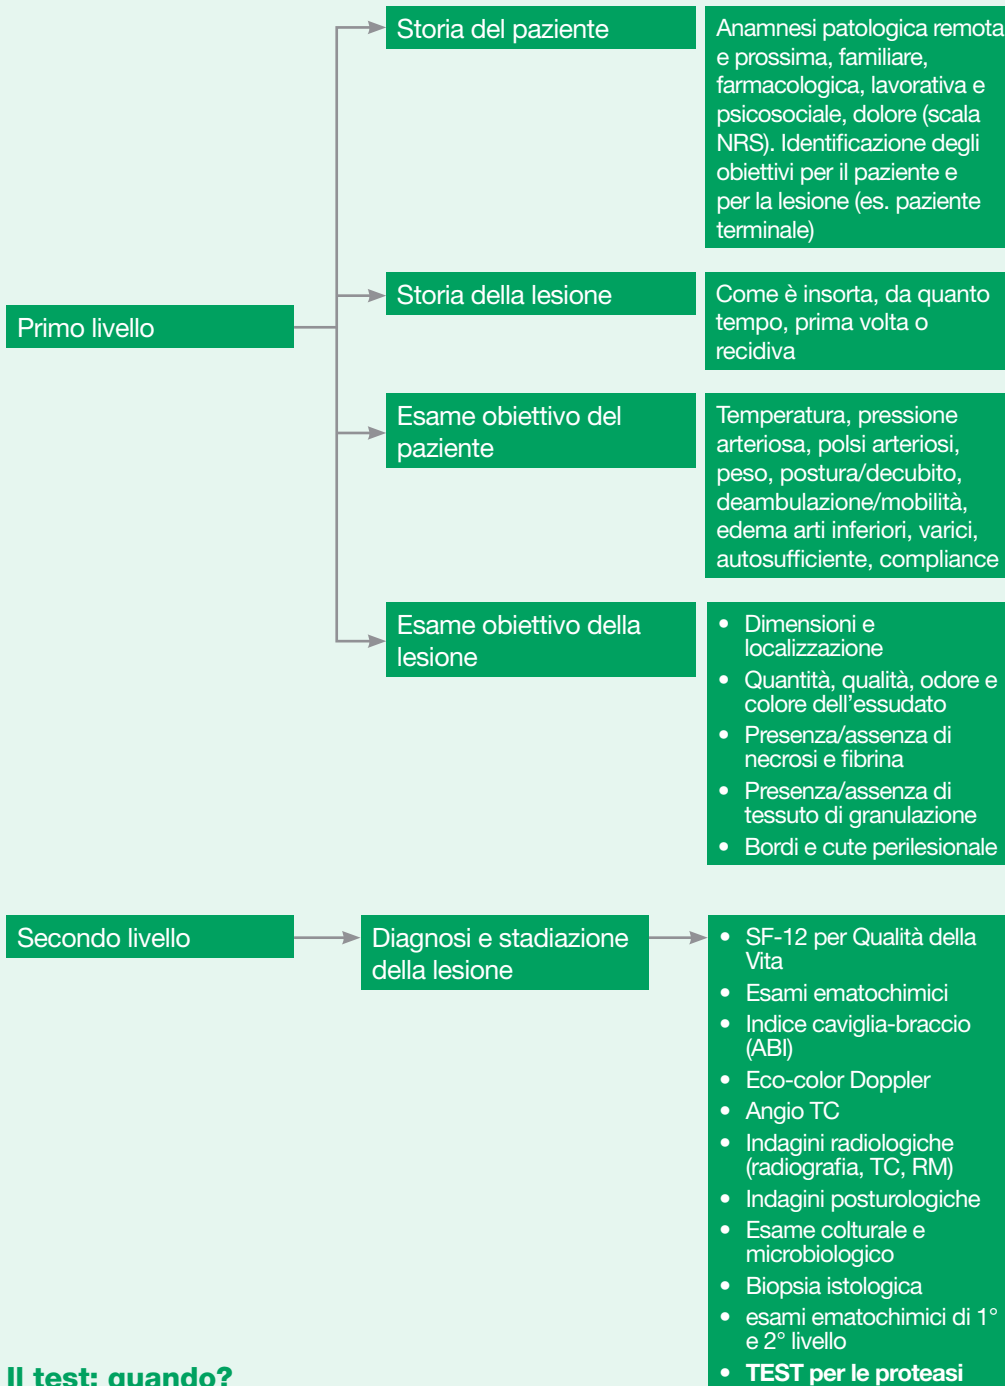 Storia del paziente
Anamnesi patologica remota
e prossima, familiare,
farmacologica, lavorativa e
psicosociale, dolore (scala
NRS). Identificazione degli
obiettivi per il paziente e
per la lesione (es. paziente
terminale)
Primo livello
Storia della lesione
Come è insorta, da quanto
tempo, prima volta o
recidiva
Esame obiettivo del
paziente
Temperatura, pressione
arteriosa, polsi arteriosi,
peso, postura/decubito,
deambulazione/mobilità,
edema arti inferiori, varici,
autosufficiente, compliance
Esame obiettivo della
lesione
• Dimensioni e
localizzazione
• Quantità, qualità, odore e
colore dell'essudato
• Presenza/assenza di
necrosi e fibrina
• Presenza/assenza di
tessuto di granulazione
• Bordi e cute perilesionale
Secondo livello
Diagnosi e stadiazione
della lesione
• SF-12 per Qualità della
Vita
• Esami ematochimici
• Indice caviglia-braccio
(ABI)
• Eco-color Doppler
• Angio TC
• Indagini radiologiche
(radiografia, TC, RM)
• Indagini posturologiche
• Esame colturale e
microbiologico
• Biopsia istologica
• esami ematochimici di 1°
e 2° livello
• TEST per le proteasi
Il test: quando?